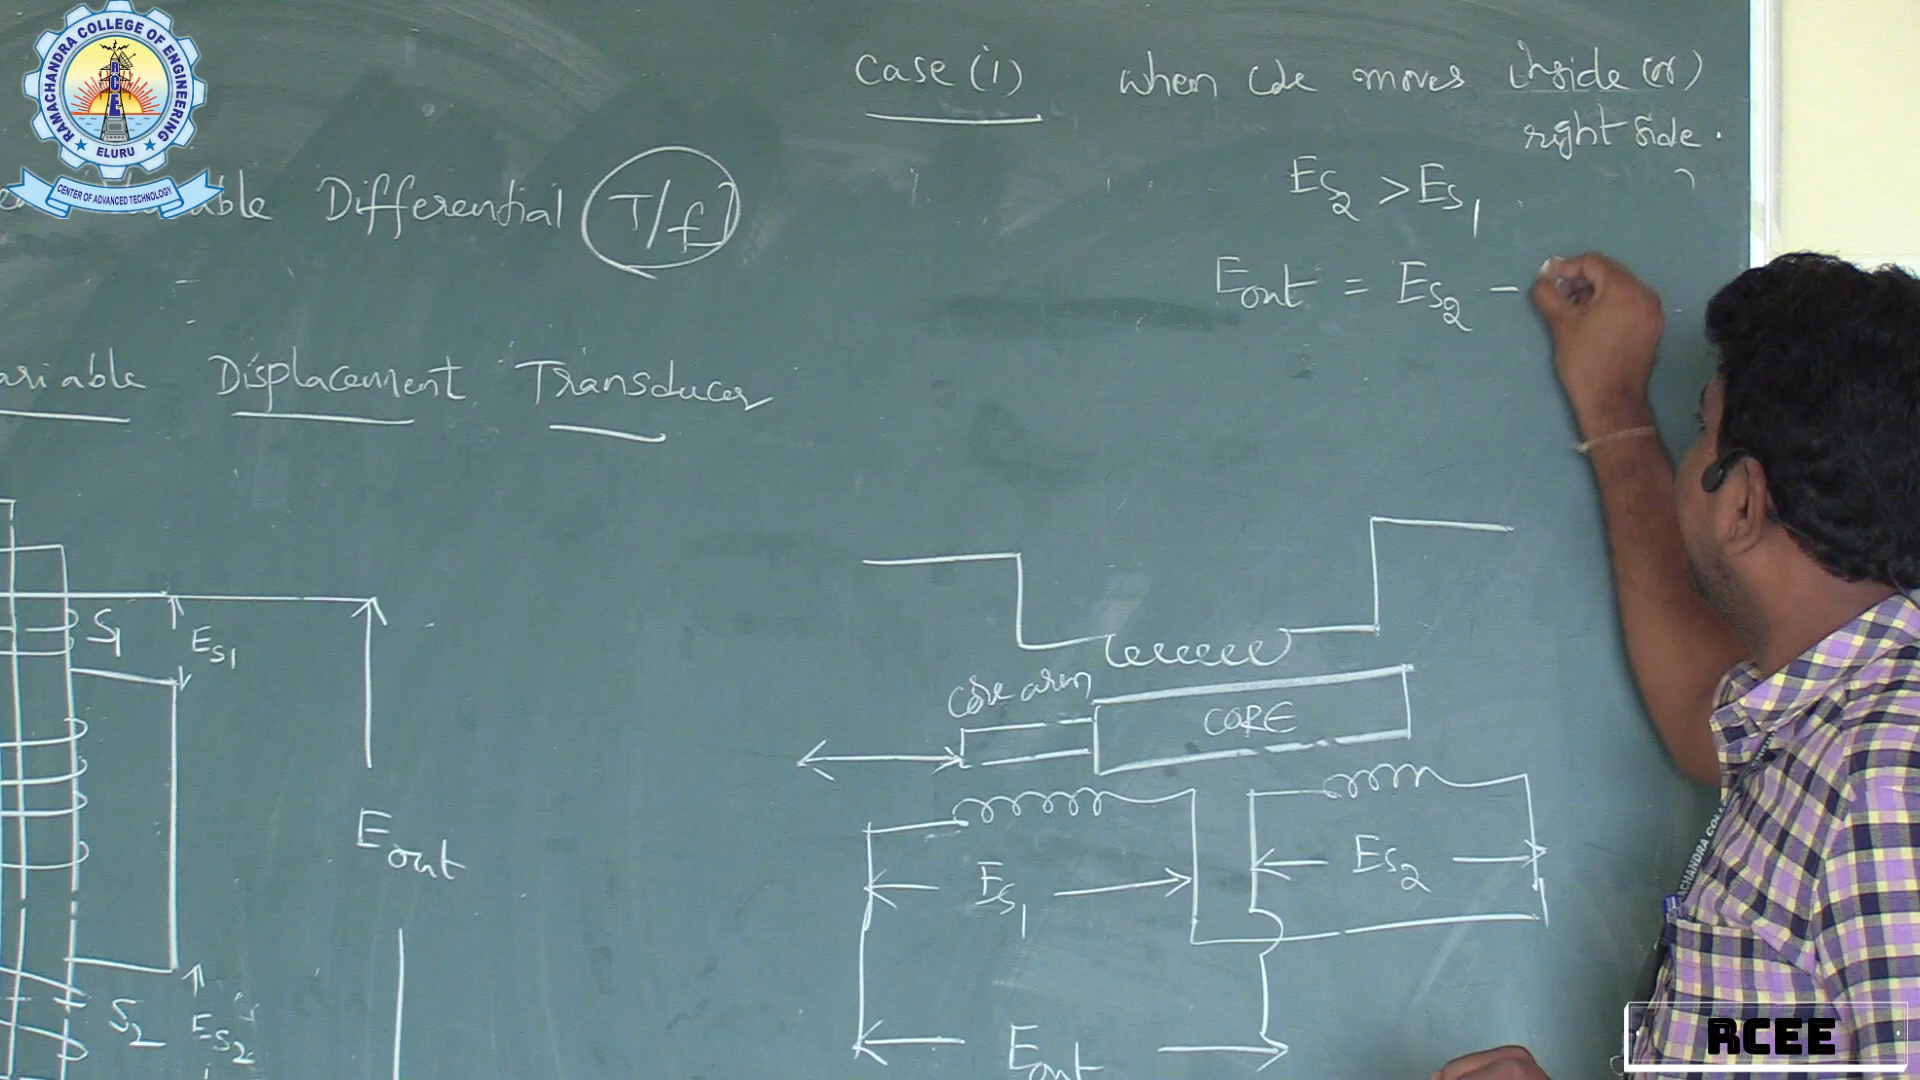 RAMACHANDRA COLLEGE OF ENGINEERING
RCE
ELURU
CENTER OF ADVANCED TECHNOLOGY
Case (i) when core moves inside (or)
right side.
Differential T/f
Es2 > Es1
Eout = Es2 -
ariable Displacement Transducer
S1
Es1
Eout
S2
Es2
Core arm
CORE
Es1
Es2
Eout
RCEE